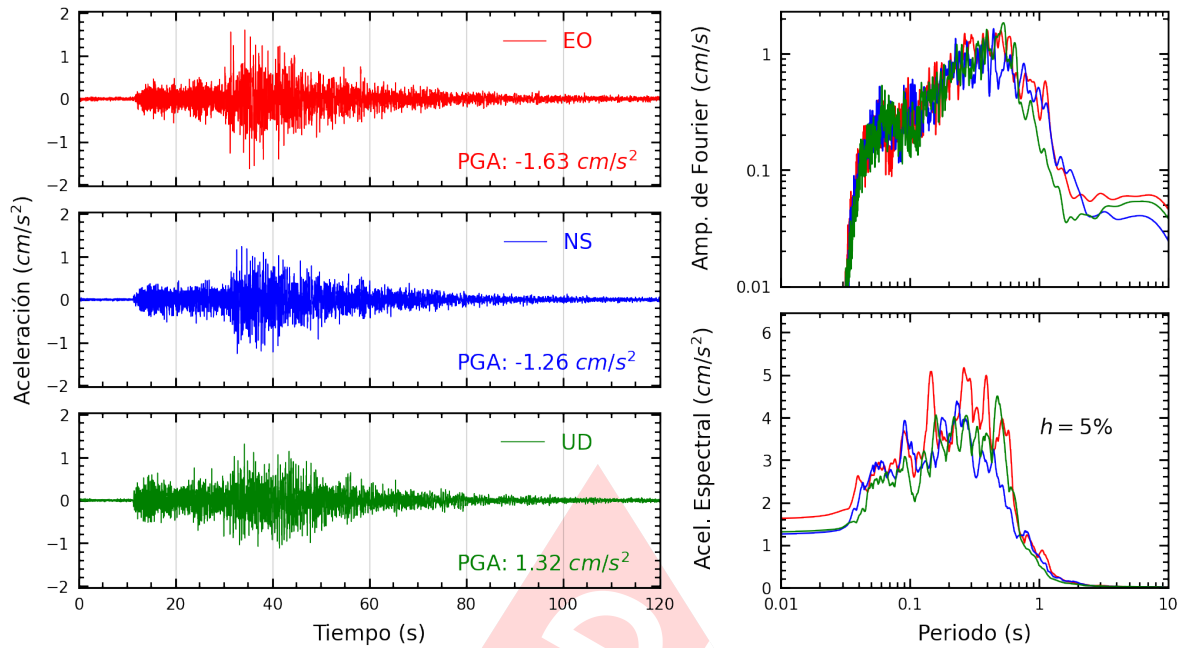 Aceleración (cm/s²)
2
1
0
−1
−2
EO
PGA: -1.63 cm/s²
2
1
0
−1
−2
NS
PGA: -1.26 cm/s²
2
1
0
−1
−2
UD
PGA: 1.32 cm/s²
0 20 40 60 80 100 120
Tiempo (s)
Amp. de Fourier (cm/s)
1
0.1
0.01
Acel. Espectral (cm/s²)
6
5
4
3
2
1
0
h = 5%
0.01 0.1 1 10
Periodo (s)